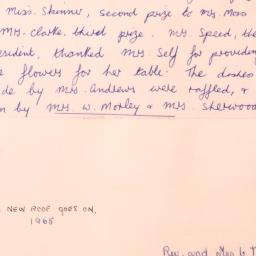 Miss. Skinner, second prize to Mrs. Moss
Mrs. Clarke, third prize. Mrs. Speed, the
esident, thanked Mrs Self for providing
e flowers for her table. The dishes
de by Mrs. Andrews were raffled, &
n by Mrs. W. Morley & Mrs. Sherwood
NEW ROOF GOES ON,
1965
Rev. and Mrs G